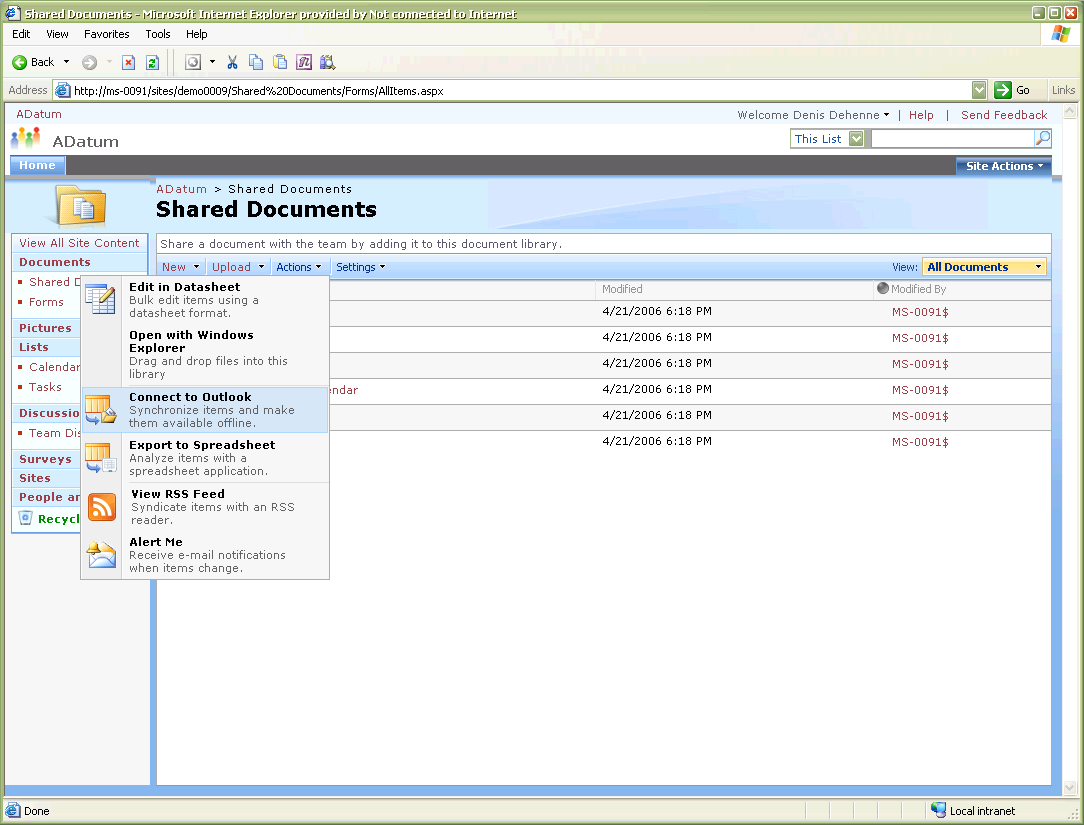 Shared Documents - Microsoft Internet Explorer provided by Not connected to Internet
Edit View Favorites Tools Help
Back
Address http://ms-0091/sites/demo0009/Shared%20Documents/Forms/AllItems.aspx Go Links
ADatum Welcome Denis Dehenne | Help | Send Feedback
ADatum This List
Home Site Actions
ADatum > Shared Documents
Shared Documents
View All Site Content
Documents
Shared D
Forms
Pictures
Lists
Calendar
Tasks
Discussio
Team Dis
Surveys
Sites
People an
Recycl
Share a document with the team by adding it to this document library.
New Upload Actions Settings View: All Documents
Edit in Datasheet
Bulk edit items using a
datasheet format.
Open with Windows
Explorer
Drag and drop files into this
library
Connect to Outlook
Synchronize items and make
them available offline.
Export to Spreadsheet
Analyze items with a
spreadsheet application.
View RSS Feed
Syndicate items with an RSS
reader.
Alert Me
Receive e-mail notifications
when items change.
Modified Modified By
4/21/2006 6:18 PM MS-0091$
4/21/2006 6:18 PM MS-0091$
4/21/2006 6:18 PM MS-0091$
endar 4/21/2006 6:18 PM MS-0091$
4/21/2006 6:18 PM MS-0091$
4/21/2006 6:18 PM MS-0091$
Done Local intranet